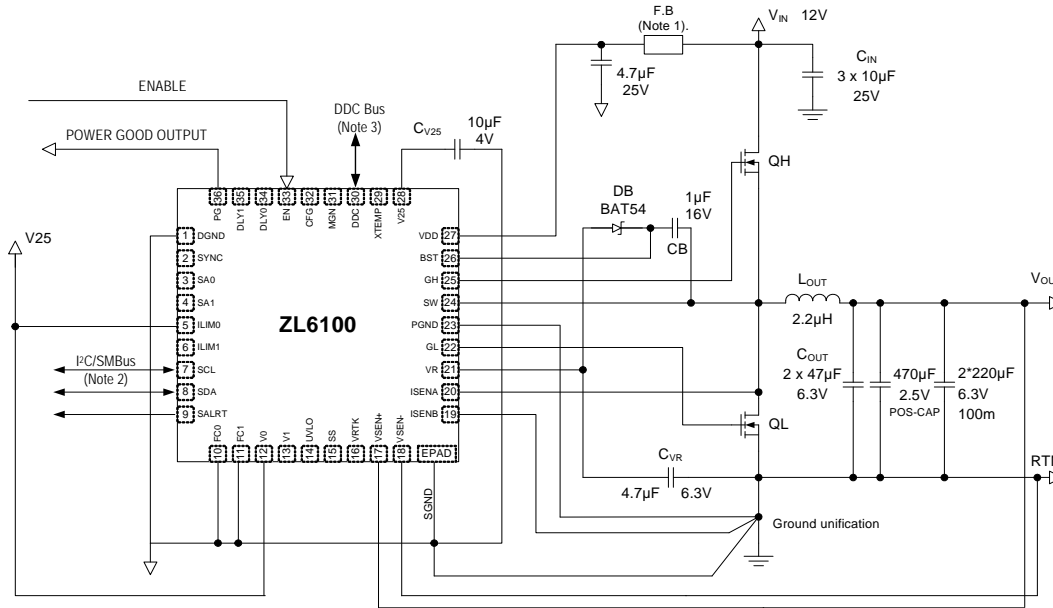 F.B
(Note 1).
VIN 12V
4.7µF
25V
CIN
3 x 10µF
25V
ENABLE
POWER GOOD OUTPUT
DDC Bus
(Note 3)
CV25
10µF
4V
PG 36
DLY1 35
DLY0 34
EN 33
CFG 32
MGN 31
DDC 30
XTEMP 29
V25 28
V25
1 DGND
2 SYNC
3 SA0
4 SA1
5 ILIM0
6 ILIM1
7 SCL
8 SDA
9 SALRT
I²C/SMBus
(Note 2)
ZL6100
VDD 27
BST 26
GH 25
SW 24
PGND 23
GL 22
VR 21
ISENA 20
ISENB 19
10 FC0
11 FC1
12 V0
13 V1
14 UVLO
15 SS
16 VRTK
17 VSEN+
18 VSEN-
EPAD
SGND
DB
BAT54
1µF
16V
CB
QH
LOUT
2.2µH
VOU
COUT
2 x 47µF
6.3V
470µF
2.5V
POS-CAP
2*220µF
6.3V
100m
QL
CVR
4.7µF 6.3V
RT
Ground unification